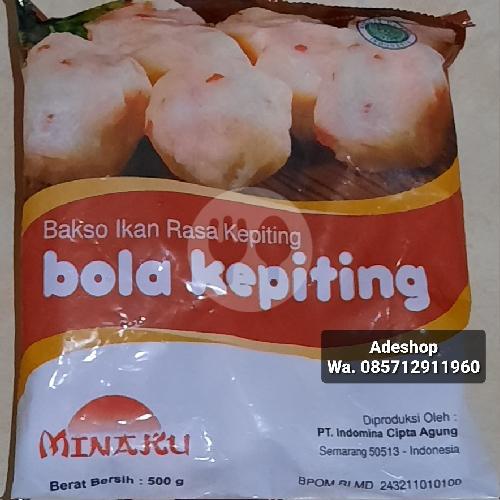 Bakso Ikan Rasa Kepiting
bola kepiting
Adeshop
Wa. 085712911960
MINAKU
Berat Bersih : 500 g
Diproduksi Oleh :
PT. Indomina Cipta Agung
Semarang 50513 - Indonesia
BPOM RI MD 243211010100